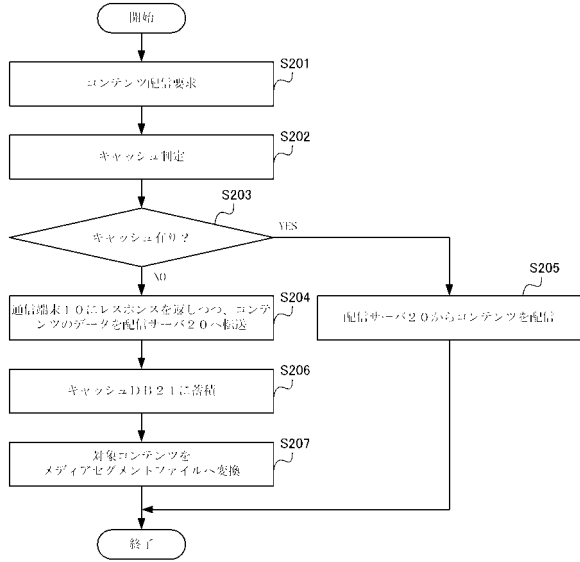 開始
S201
コンテンツ配信要求
S202
キャッシュ判定
S203
キャッシュ有り？
YES
NO
S204
通信端末１０にレスポンスを返しつつ、コンテ
ンツのデータを配信サーバ２０へ転送
S205
配信サーバ２０からコンテンツを配信
S206
キャッシュＤＢ２１に蓄積
S207
対象コンテンツを
メディアセグメントファイルへ変換
終了